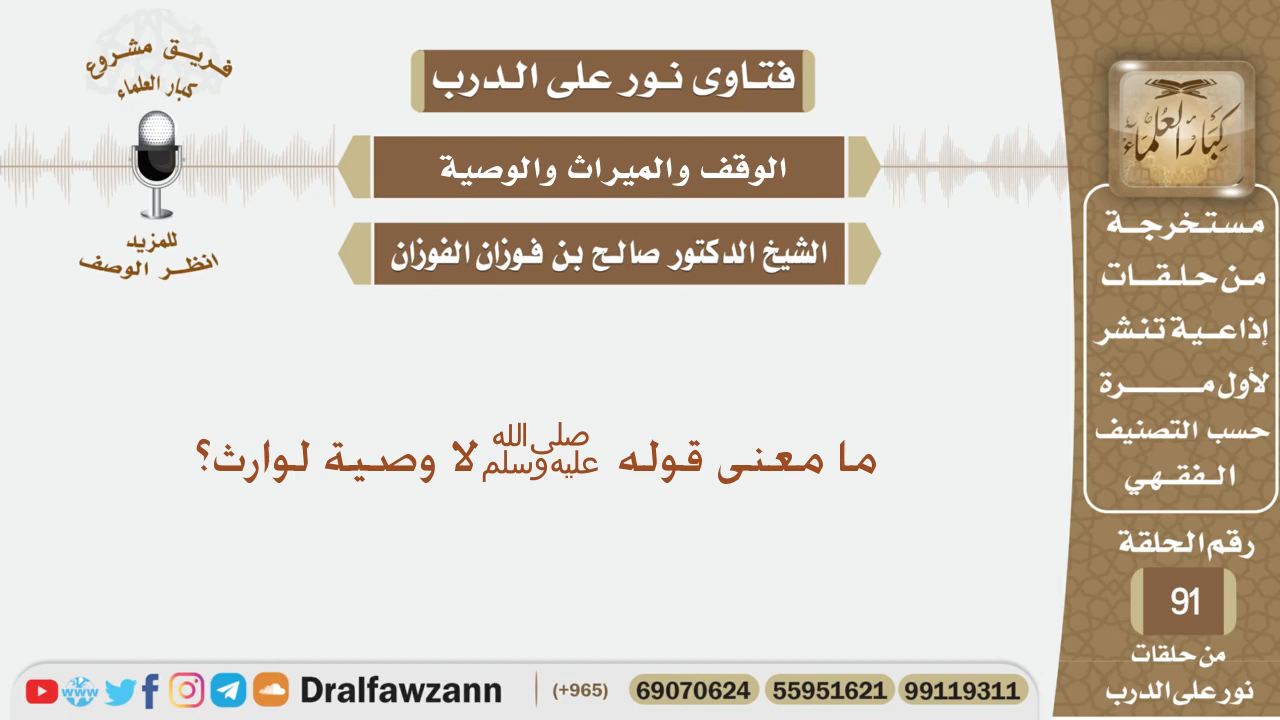 فريق مشروع
كبار العلماء
للمزيد
انظر الوصف
فتاوى نور على الدرب
الوقف والميراث والوصية
الشيخ الدكتور صالح بن فوزان الفوزان
ما معنى قوله ﷺ لا وصية لوارث؟
كبار العلماء
مستخرجة
من حلقات
إذاعية تنشر
لأول مرة
حسب التصنيف
الفقهي
رقم الحلقة
91
من حلقات
نور على الدرب
www
Dralfawzann (+965) 69070624 55951621 99119311